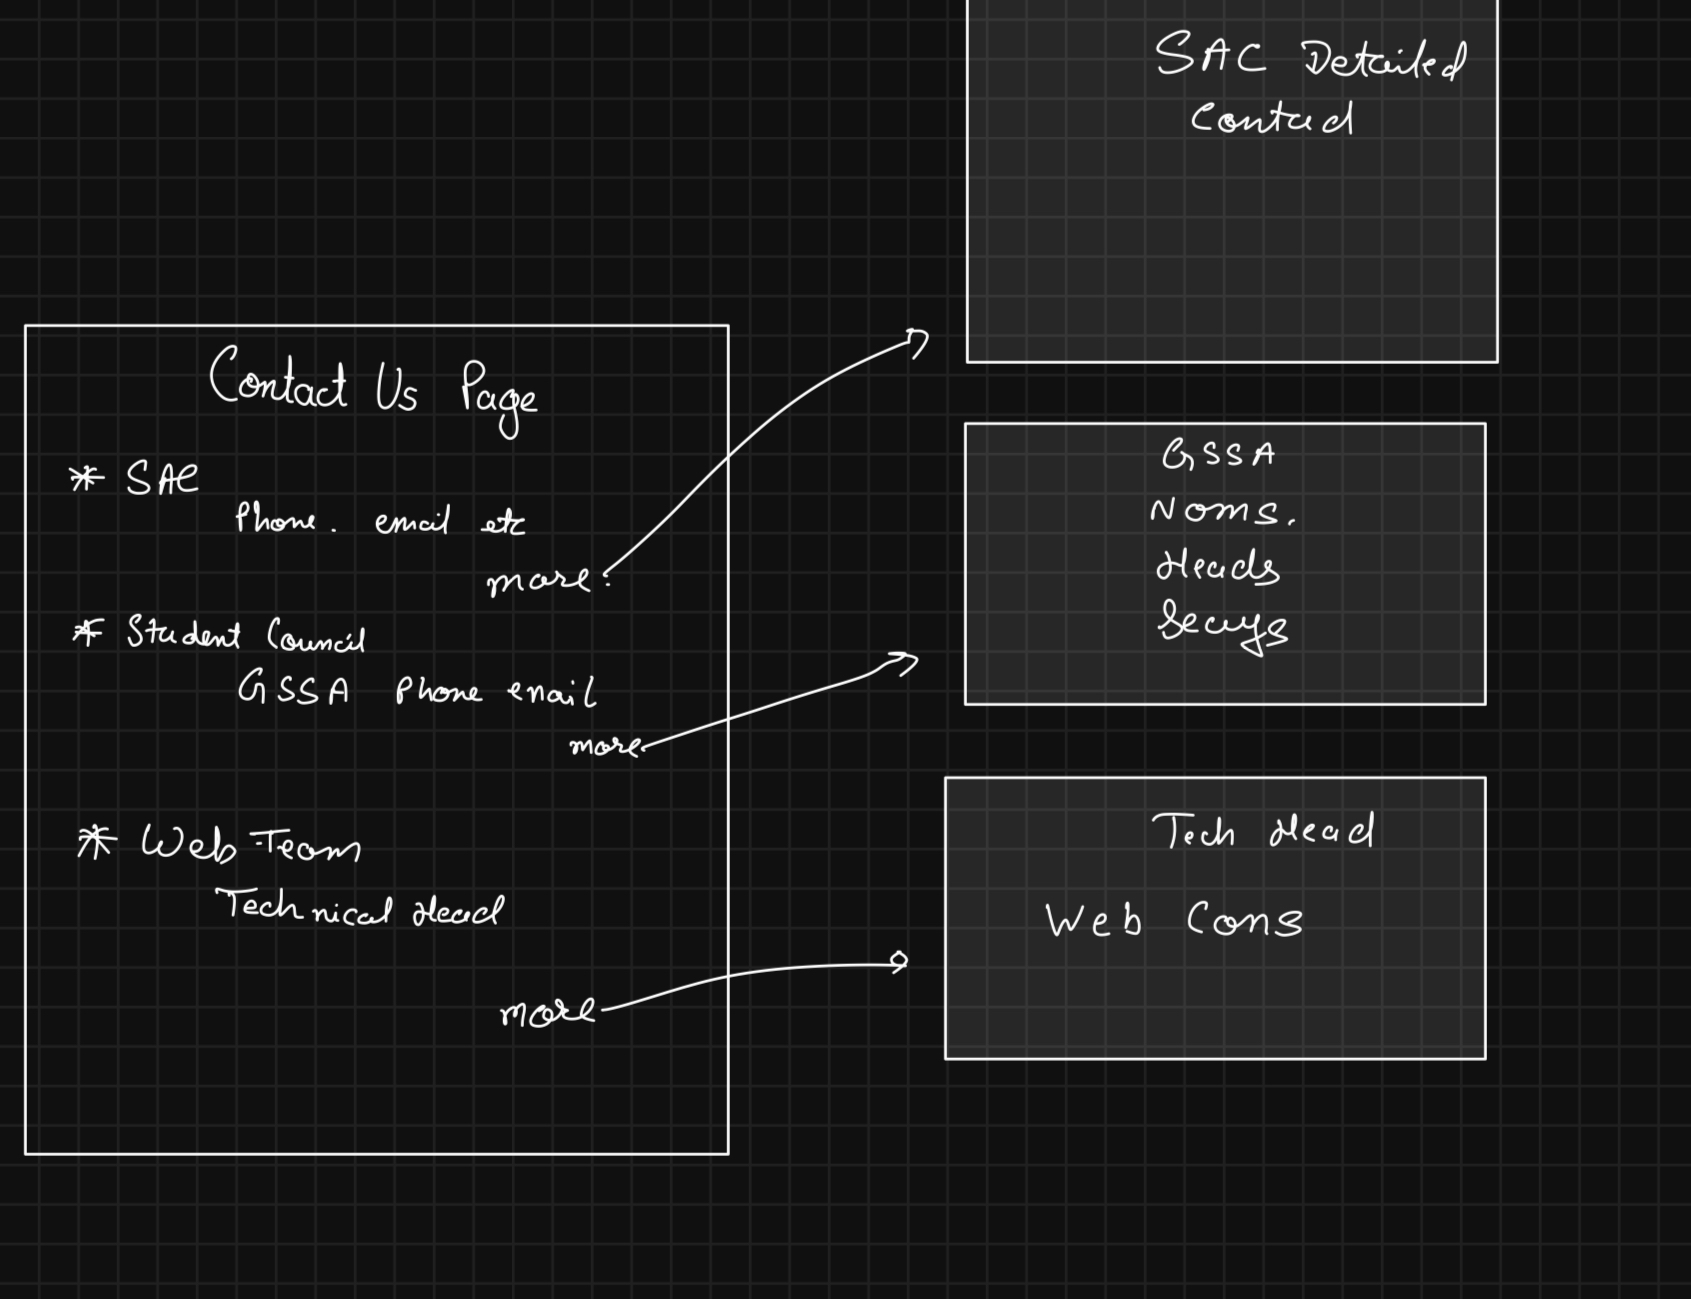 SAC Detailed
Contact
Contact Us Page
* SAC
Phone. email etc
more:
* Student Council
GSSA Phone email
more
* Web-Team
Technical Head
more
GSSA
Noms.
Heads
Secys
Tech Head
Web Cons